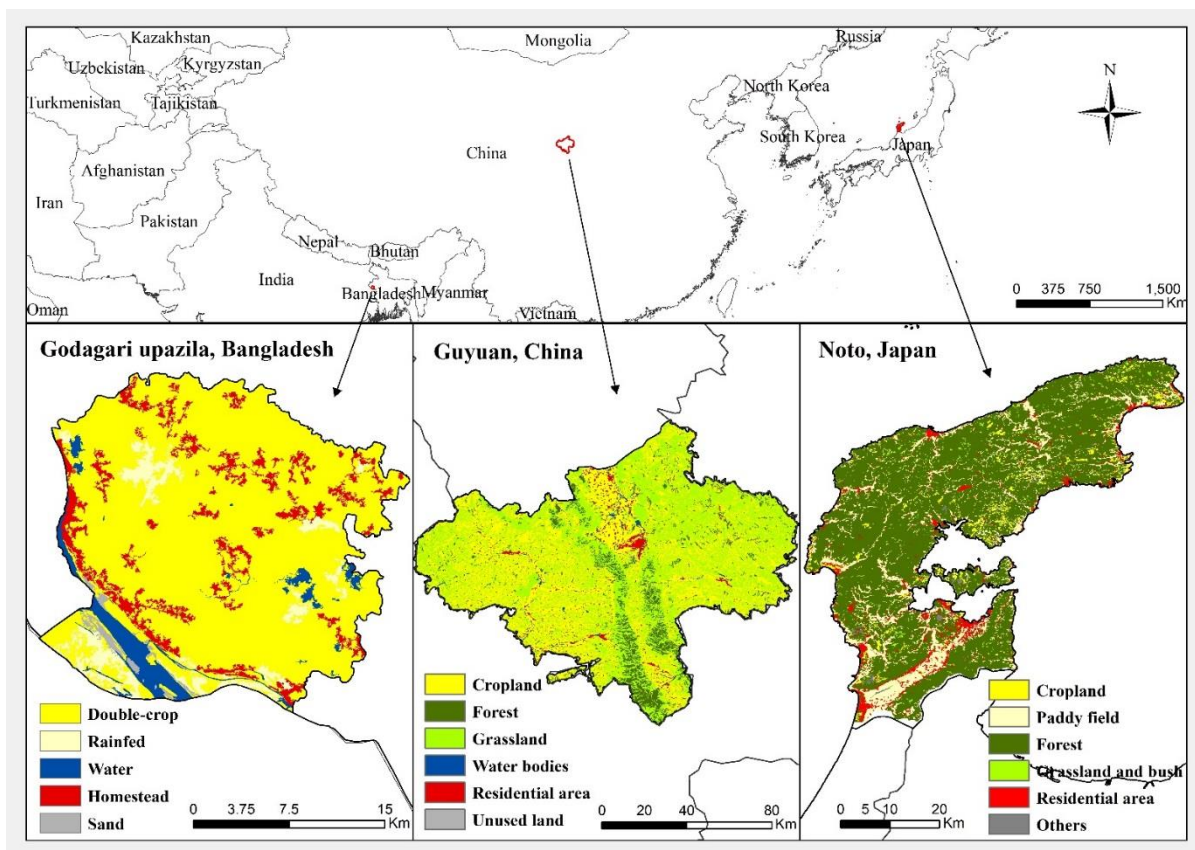 Kazakhstan
Mongolia
Russia
Uzbekistan
Kyrgyzstan
N
Turkmenistan
Tajikistan
North Korea
South Korea
Japan
China
Afghanistan
Iran
Pakistan
Nepal
Bhutan
India
Bangladesh
Myanmar
Oman
Vietnam
0 375 750 1,500
Km
Godagari upazila, Bangladesh
Double-crop
Rainfed
Water
Homestead
Sand
0 3.75 7.5 15
Km
Guyuan, China
Cropland
Forest
Grassland
Water bodies
Residential area
Unused land
0 20 40 80
Km
Noto, Japan
Cropland
Paddy field
Forest
Grassland and bush
Residential area
Others
0 5 10 20
Km